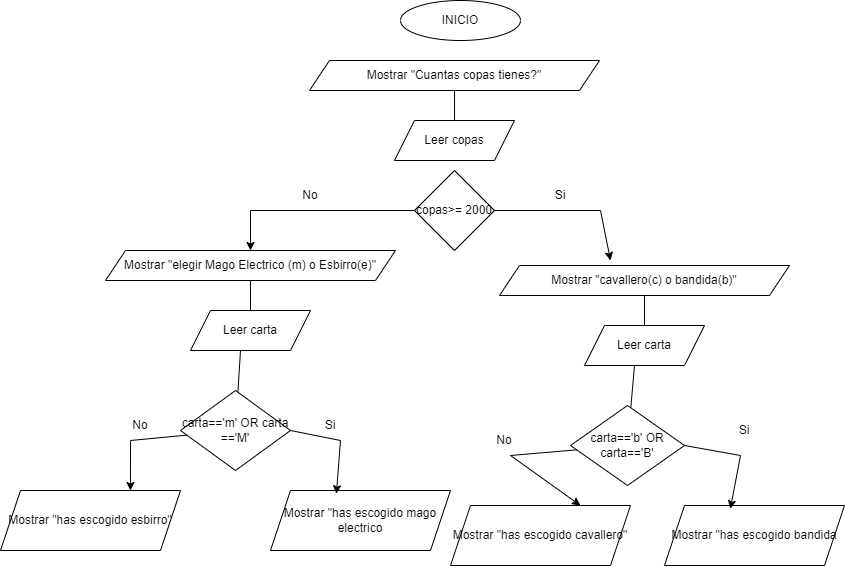 INICIO
Mostrar "Cuantas copas tienes?"
Leer copas
No
Si
copas>= 2000
Mostrar "elegir Mago Electrico (m) o Esbirro(e)"
Mostrar "cavallero(c) o bandida(b)"
Leer carta
Leer carta
carta=='m' OR carta
=='M'
No
Si
carta=='b' OR
carta=='B'
No
Si
Mostrar "has escogido esbirro"
Mostrar "has escogido mago
electrico
Mostrar "has escogido cavallero"
Mostrar "has escogido bandida